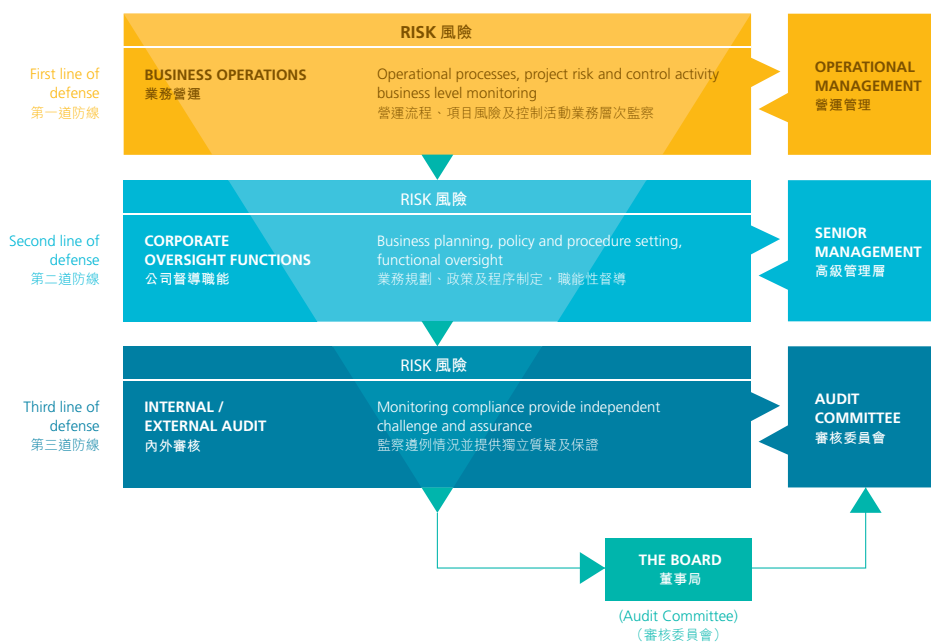 RISK 風險
First line of
defense
第一道防線
BUSINESS OPERATIONS
業務營運
Operational processes, project risk and control activity
business level monitoring
營運流程、項目風險及控制活動業務層次監察
OPERATIONAL
MANAGEMENT
營運管理
RISK 風險
Second line of
defense
第二道防線
CORPORATE
OVERSIGHT FUNCTIONS
公司督導職能
Business planning, policy and procedure setting,
functional oversight
業務規劃、政策及程序制定、職能性督導
SENIOR
MANAGEMENT
高級管理層
RISK 風險
Third line of
defense
第三道防線
INTERNAL /
EXTERNAL AUDIT
內外審核
Monitoring compliance provide independent
challenge and assurance
監察遵例情況並提供獨立質疑及保證
AUDIT
COMMITTEE
審核委員會
THE BOARD
董事局
(Audit Committee)
（審核委員會）